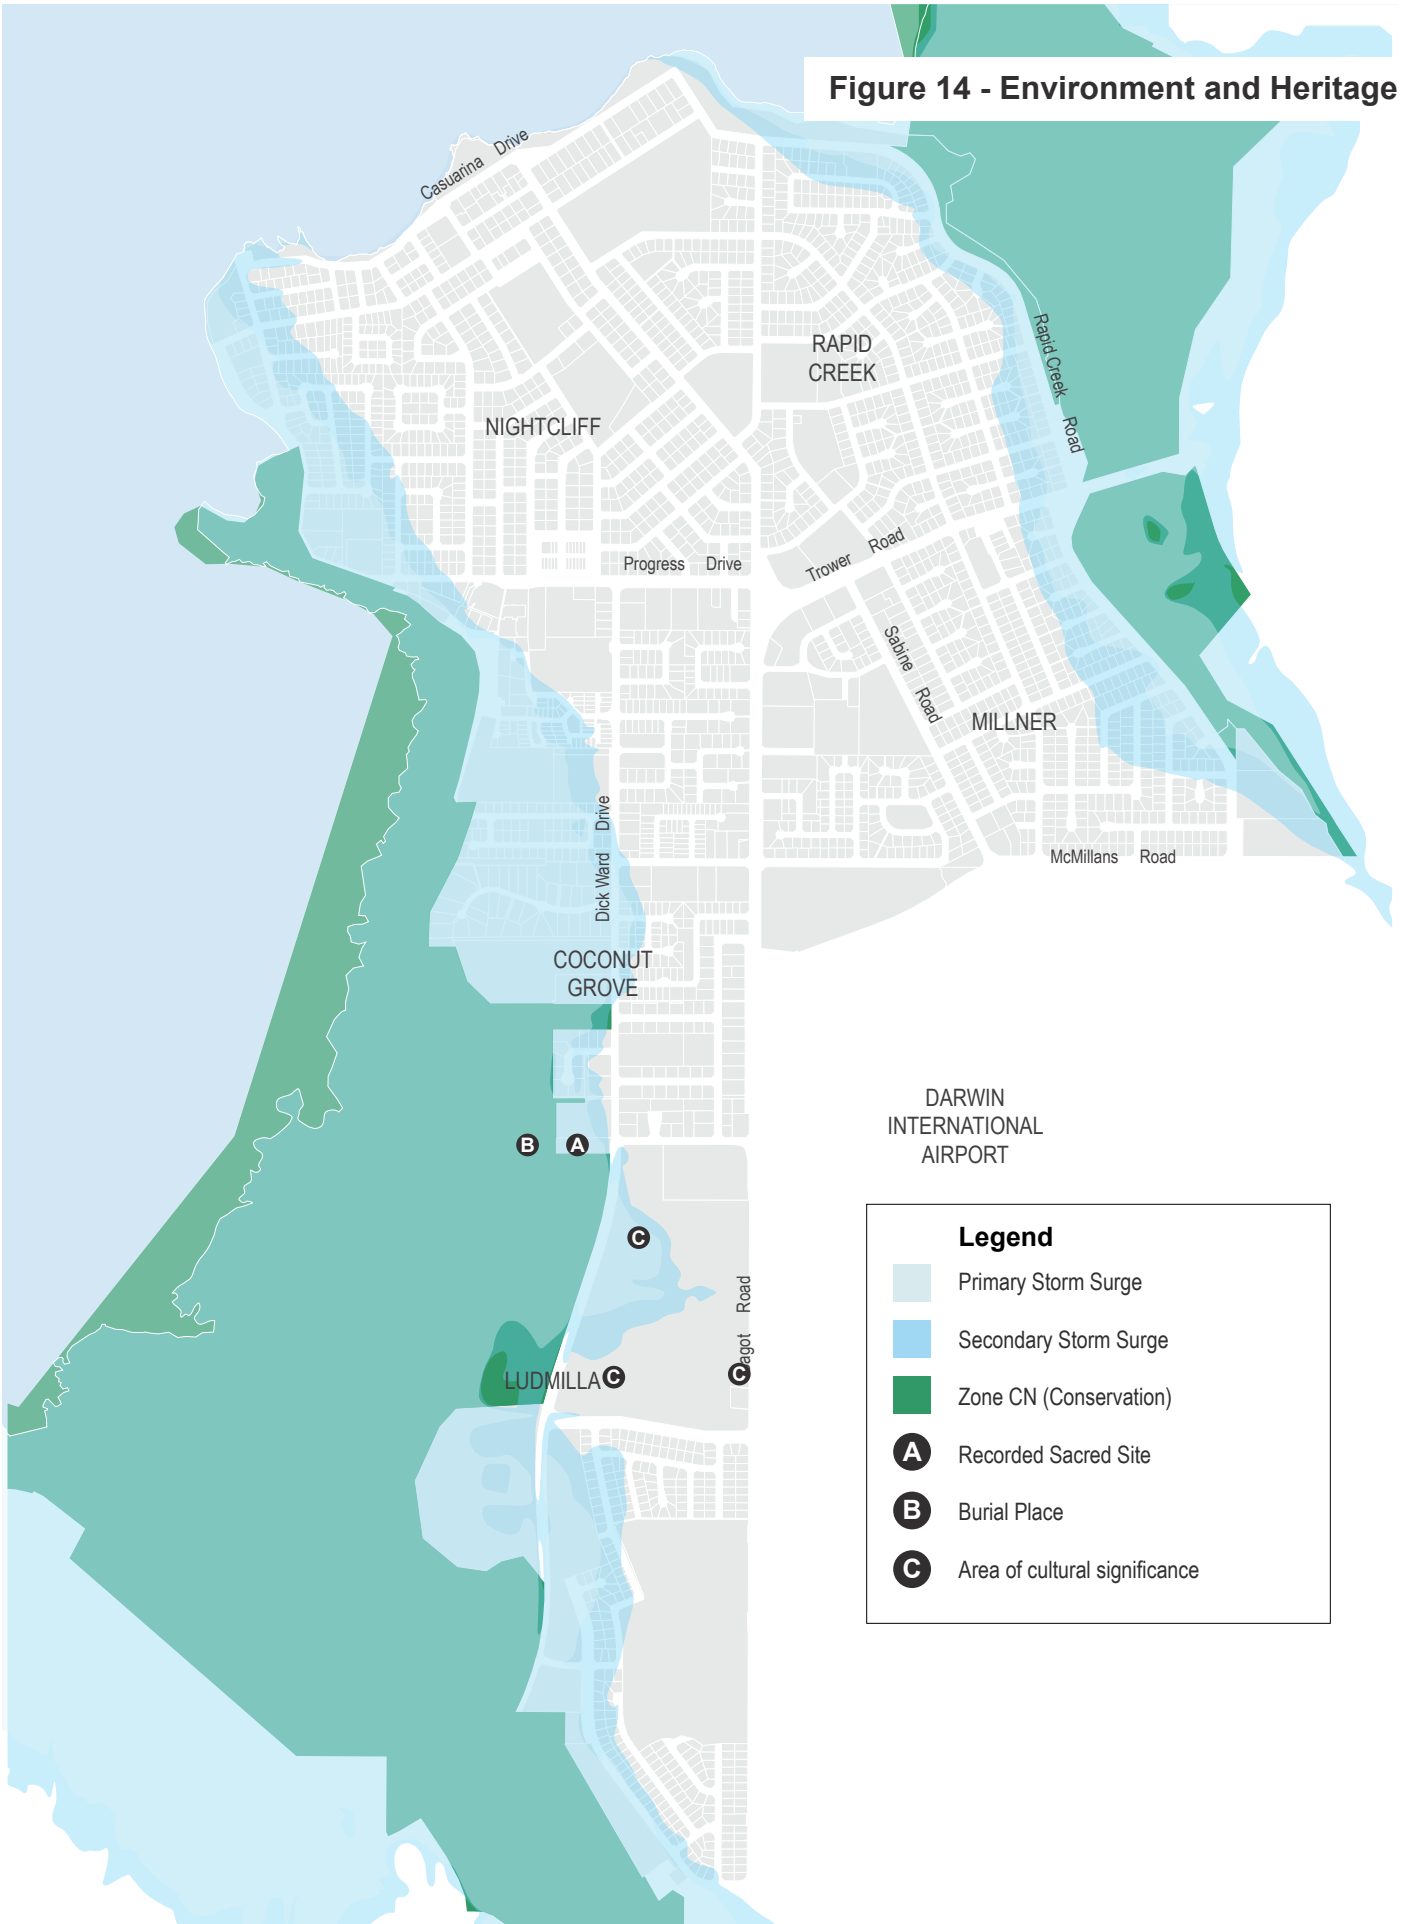 Figure 14 - Environment and Heritage
Casuarina Drive
RAPID
CREEK
Rapid Creek Road
NIGHTCLIFF
Trower Road
Progress Drive
Sabine Road
MILLNER
Dick Ward Drive
McMillans Road
COCONUT
GROVE
DARWIN
INTERNATIONAL
AIRPORT
B
A
C
agot Road
LUDMILLA
C
C
Legend
Primary Storm Surge
Secondary Storm Surge
Zone CN (Conservation)
A Recorded Sacred Site
B Burial Place
C Area of cultural significance